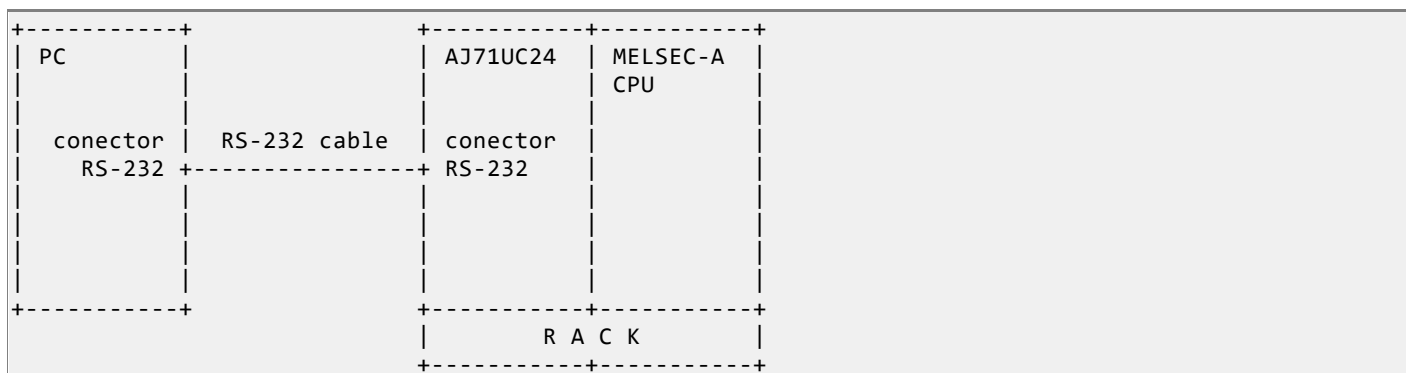 PC AJ71UC24 MELSEC-A
CPU
conector RS-232 cable conector
RS-232 RS-232
R A C K